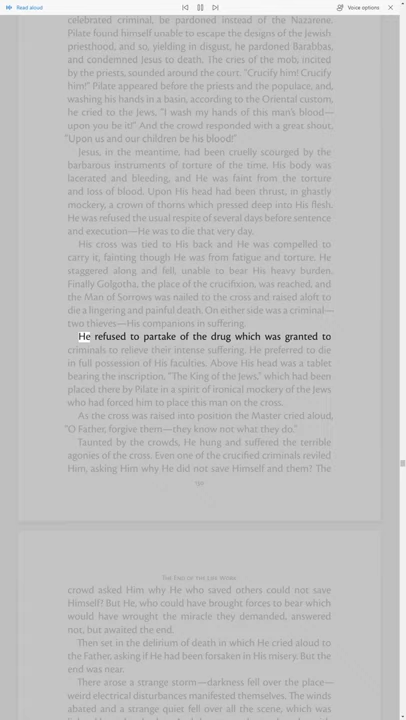 Read aloud
Voice options
celebrated criminal, be pardoned instead of the Nazarene.
Pilate found himself unable to escape the designs of the Jewish
priesthood, and so, yielding in disgust, he pardoned Barabbas,
and condemned Jesus to death. The cries of the mob, incited
by the priests, sounded around the court, "Crucify him! Crucify
him!" Pilate appeared before the priests and the populace, and,
washing his hands in a basin, according to the Oriental custom,
he cried to the Jews, "I wash my hands of this man's blood—
upon you be it!" And the crowd responded with a great shout,
"Upon us and our children be his blood!"
Jesus, in the meantime, had been cruelly scourged by the
barbarous instruments of torture of the time. His body was
lacerated and bleeding, and He was faint from the torture
and loss of blood. Upon His head had been thrust, in ghastly
mockery, a crown of thorns which pressed deep into His flesh.
He was refused the usual respite of several days before sentence
and execution—He was to die that very day.
His cross was tied to His back and He was compelled to
carry it, fainting though He was from fatigue and torture. He
staggered along and fell, unable to bear His heavy burden.
Finally Golgotha, the place of the crucifixion, was reached, and
the Man of Sorrows was nailed to the cross and raised aloft to
die a lingering and painful death. On either side was a criminal—
two thieves—His companions in suffering.
He refused to partake of the drug which was granted to
criminals to relieve their intense suffering. He preferred to die
in full possession of His faculties. Above His head was a tablet
bearing the inscription, "The King of the Jews," which had been
placed there by Pilate in a spirit of ironical mockery of the Jews
who had forced him to place this man on the cross.
As the cross was raised into position the Master cried aloud,
"O Father, forgive them—they know not what they do."
Taunted by the crowds, He hung and suffered the terrible
agonies of the cross. Even one of the crucified criminals reviled
Him, asking Him why He did not save Himself and them? The
The End of the Life Work
crowd asked Him why He who saved others could not save
Himself? But He, who could have brought forces to bear which
would have wrought the miracle they demanded, answered
not, but awaited the end.
Then set in the delirium of death in which He cried aloud to
the Father, asking if He had been forsaken in His misery. But the
end was near.
There arose a strange storm—darkness fell over the place—
weird electrical disturbances manifested themselves. The winds
abated and a strange quiet fell over all the scene, which was